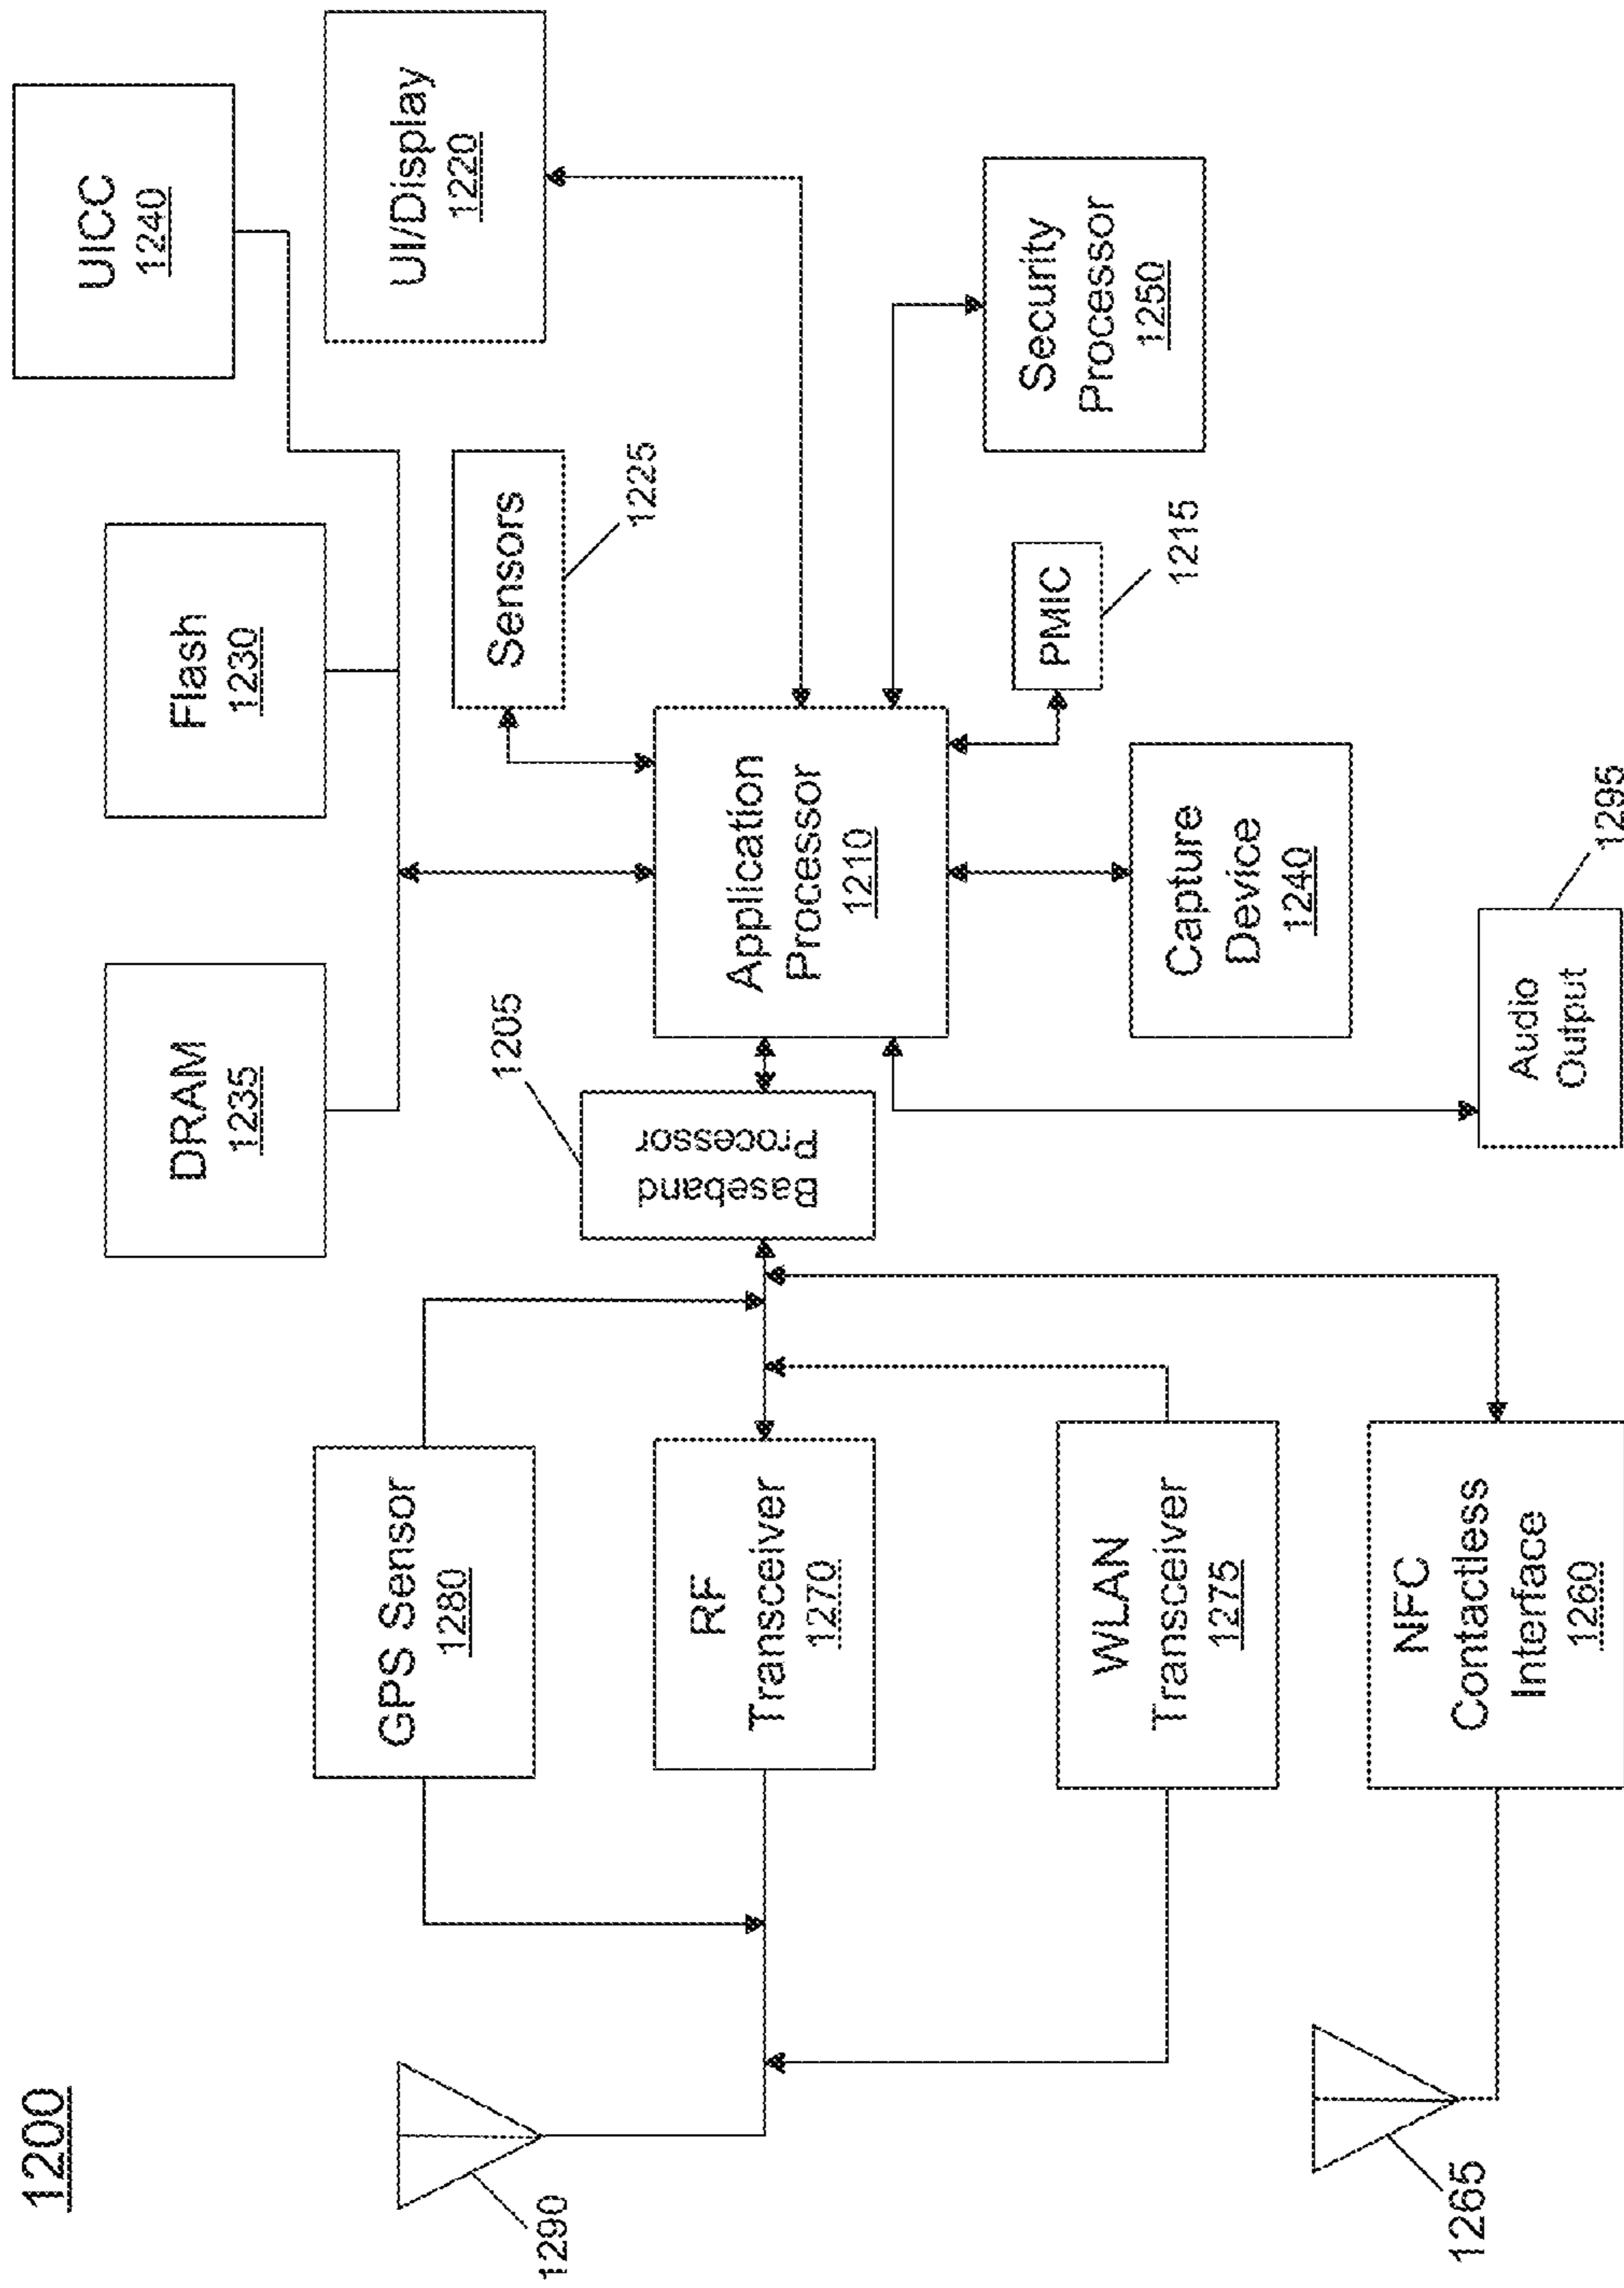 1200
UICC
1240
Flash
1230
DRAM
1235
UI/Display
1220
Sensors
1225
1205
Baseband
Processor
Application
Processor
1210
Security
Processor
1250
PMIC
1215
Capture
Device
1240
Audio
Output
1295
GPS Sensor
1280
RF
Transceiver
1270
WLAN
Transceiver
1275
NFC
Contactless
Interface
1260
1290
1265